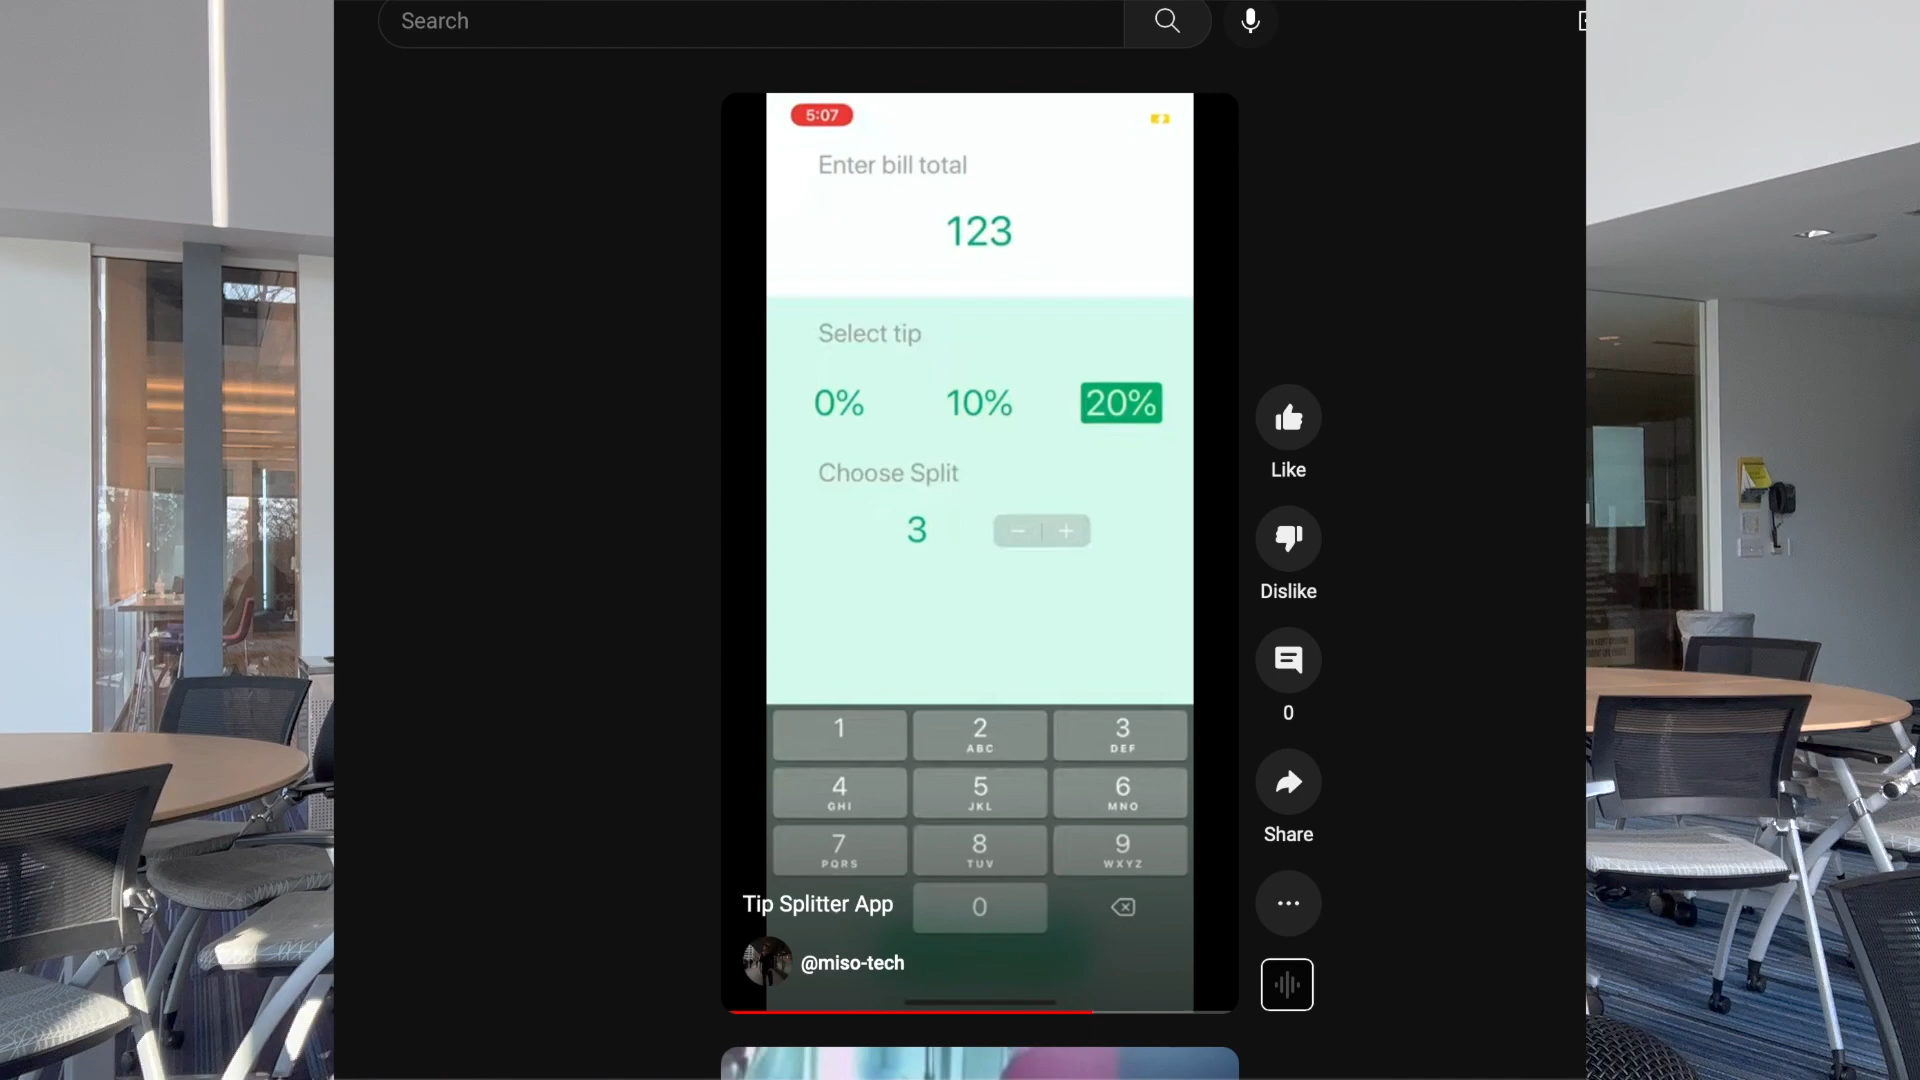 Search
5:07
Enter bill total
123
Select tip
0% 10% 20%
Choose Split
3 − +
1 2 3
ABC DEF
4 5 6
GHI JKL MNO
7 8 9
PQRS TUV WXYZ
0
Tip Splitter App
@miso-tech
Like
Dislike
0
Share